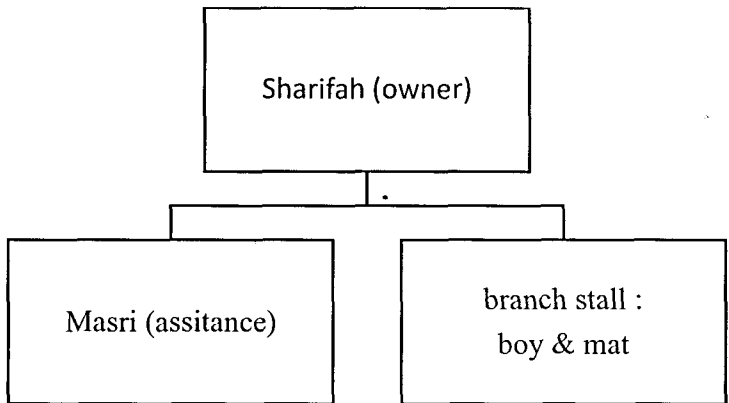 Sharifah (owner)
Masri (assitance)
branch stall :
boy & mat